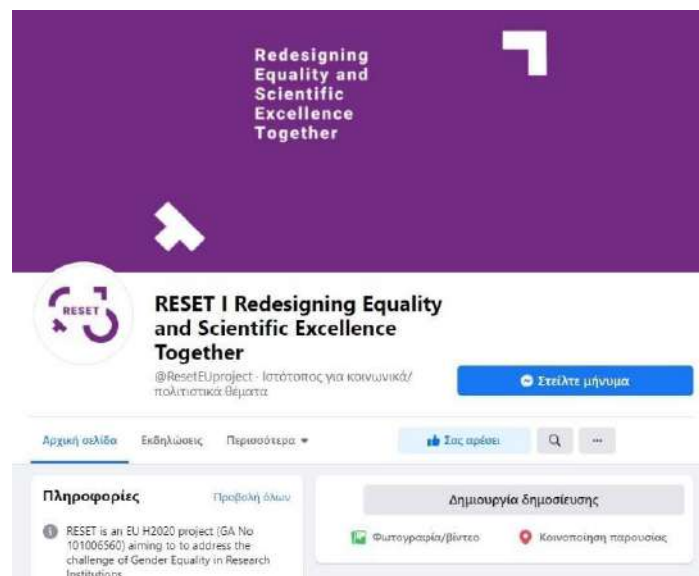 Redesigning
Equality and
Scientific
Excellence
Together
RESET
RESET I Redesigning Equality
and Scientific Excellence
Together
@ResetEUproject · Ιστότοπος για κοινωνικά/
πολιτιστικά θέματα
Στείλτε μήνυμα
Αρχική σελίδα
Εκδηλώσεις
Περισσότερα
Σας αρέσει
Πληροφορίες
Προβολή όλων
RESET is an EU H2020 project (GA No
101006560) aiming to to address the
challenge of Gender Equality in Research
Institutions
Δημιουργία δημοσίευσης
Φωτογραφία/βίντεο
Κοινοποίηση παρουσίας